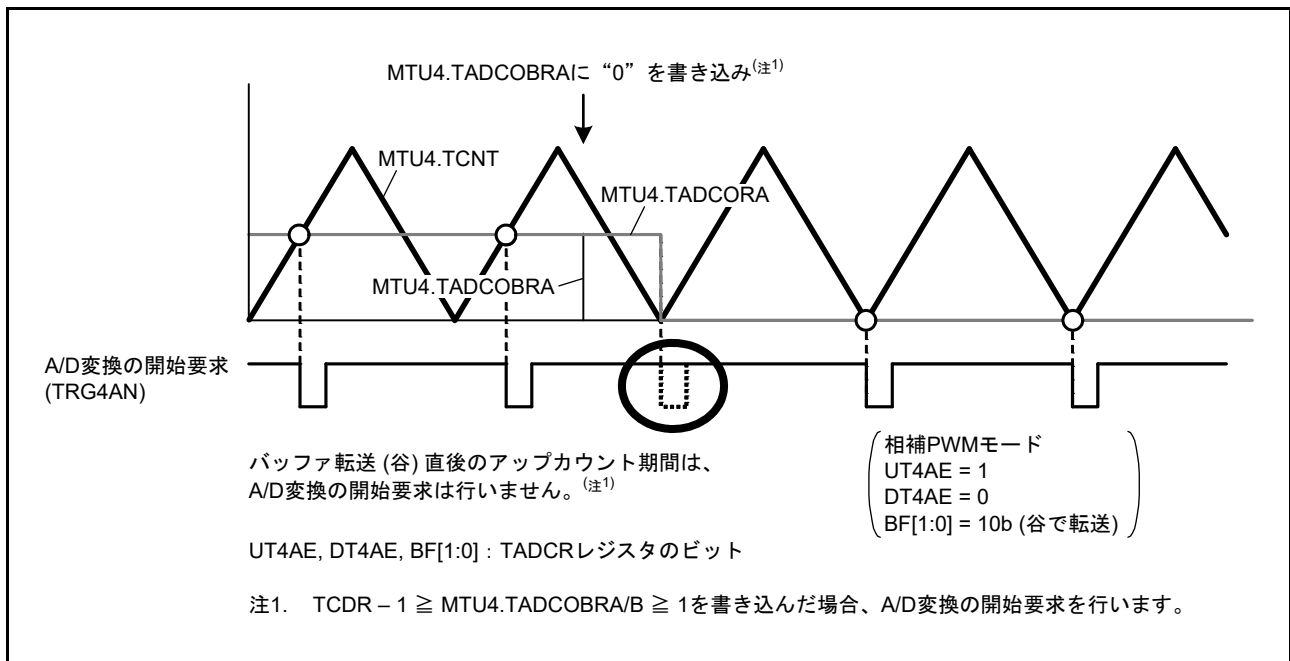 MTU4.TADCOBRAに“0”を書き込み(注1)
MTU4.TCNT
MTU4.TADCORA
MTU4.TADCOBRA
A/D変換の開始要求
(TRG4AN)
バッファ転送 (谷) 直後のアップカウント期間は、
A/D変換の開始要求は行いません。(注1)
相補PWMモード
UT4AE = 1
DT4AE = 0
BF[1:0] = 10b (谷で転送)
UT4AE, DT4AE, BF[1:0]：TADCRレジスタのビット
注1. TCDR – 1 ≧ MTU4.TADCOBRA/B ≧ 1を書き込んだ場合、A/D変換の開始要求を行います。